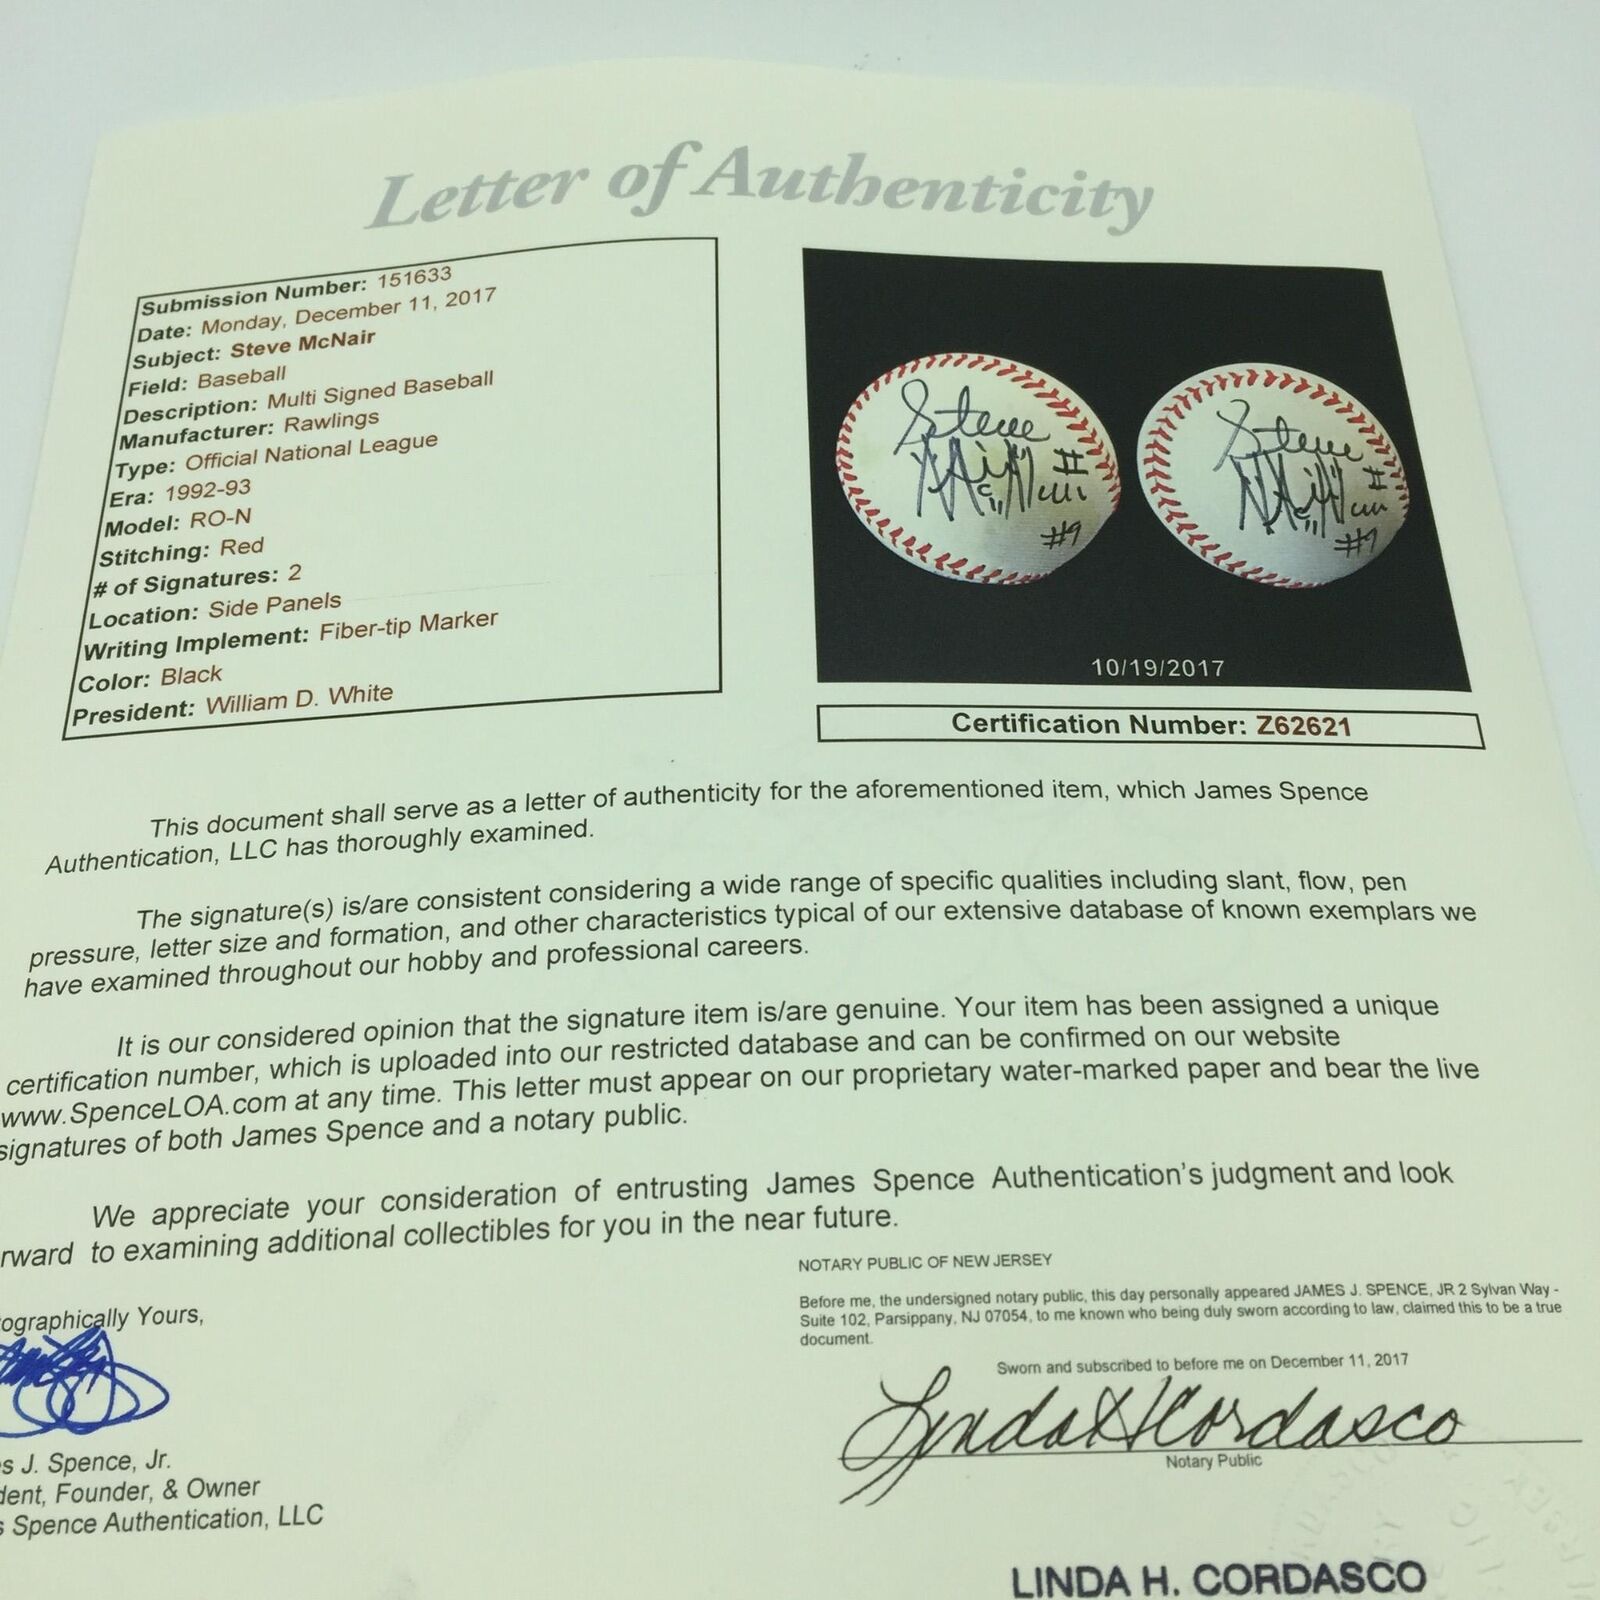 Letter of Authenticity
Submission Number: 151633
Date: Monday, December 11, 2017
Subject: Steve McNair
Field: Baseball
Description: Multi Signed Baseball
Manufacturer: Rawlings
Type: Official National League
Era: 1992-93
Model: RO-N
Stitching: Red
# of Signatures: 2
Location: Side Panels
Writing Implement: Fiber-tip Marker
Color: Black
President: William D. White
Steve
#9
Steve
#9
10/19/2017
Certification Number: Z62621
This document shall serve as a letter of authenticity for the aforementioned item, which James Spence
Authentication, LLC has thoroughly examined.
The signature(s) is/are consistent considering a wide range of specific qualities including slant, flow, pen
pressure, letter size and formation, and other characteristics typical of our extensive database of known exemplars we
have examined throughout our hobby and professional careers.
It is our considered opinion that the signature item is/are genuine. Your item has been assigned a unique
certification number, which is uploaded into our restricted database and can be confirmed on our website
www.SpenceLOA.com at any time. This letter must appear on our proprietary water-marked paper and bear the live
signatures of both James Spence and a notary public.
We appreciate your consideration of entrusting James Spence Authentication's judgment and look
rward to examining additional collectibles for you in the near future.
ographically Yours,
s J. Spence, Jr.
dent, Founder, & Owner
s Spence Authentication, LLC
NOTARY PUBLIC OF NEW JERSEY
Before me, the undersigned notary public, this day personally appeared JAMES J. SPENCE, JR 2 Sylvan Way -
Suite 102, Parsippany, NJ 07054, to me known who being duly sworn according to law, claimed this to be a true
document.
Sworn and subscribed to before me on December 11, 2017
Linda H Cordasco
Notary Public
LINDA H. CORDASCO